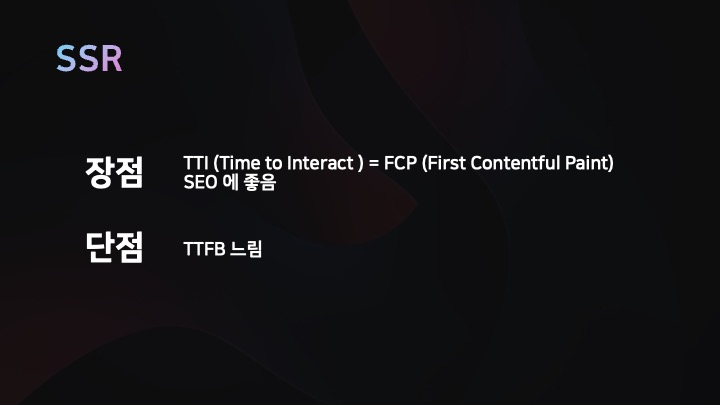 SSR
장점
TTI (Time to Interact ) = FCP (First Contentful Paint)
SEO 에 좋음
단점
TTFB 느림